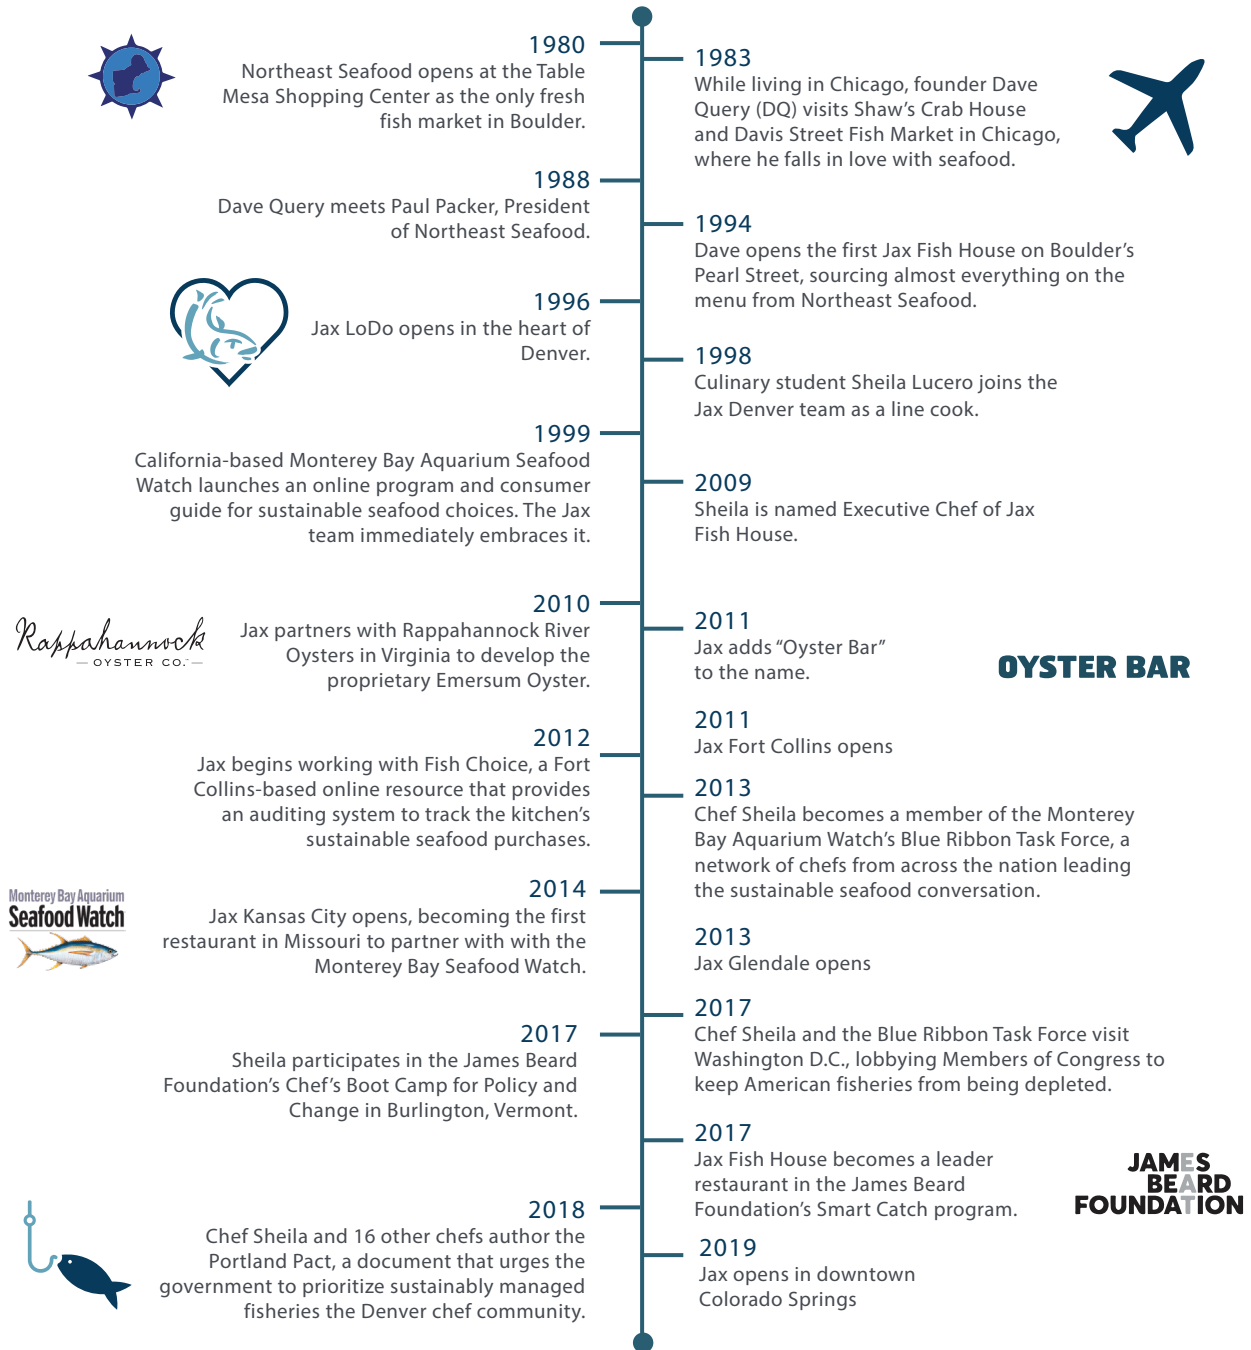 1980
Northeast Seafood opens at the Table
Mesa Shopping Center as the only fresh
fish market in Boulder.
1983
While living in Chicago, founder Dave
Query (DQ) visits Shaw’s Crab House
and Davis Street Fish Market in Chicago,
where he falls in love with seafood.
1988
Dave Query meets Paul Packer, President
of Northeast Seafood.
1994
Dave opens the first Jax Fish House on Boulder’s
Pearl Street, sourcing almost everything on the
menu from Northeast Seafood.
1996
Jax LoDo opens in the heart of
Denver.
1998
Culinary student Sheila Lucero joins the
Jax Denver team as a line cook.
1999
California-based Monterey Bay Aquarium Seafood
Watch launches an online program and consumer
guide for sustainable seafood choices. The Jax
team immediately embraces it.
2009
Sheila is named Executive Chef of Jax
Fish House.
Rappahannock
OYSTER CO.
2010
Jax partners with Rappahannock River
Oysters in Virginia to develop the
proprietary Emersum Oyster.
2011
Jax adds “Oyster Bar”
to the name.
OYSTER BAR
2011
Jax Fort Collins opens
2012
Jax begins working with Fish Choice, a Fort
Collins-based online resource that provides
an auditing system to track the kitchen’s
sustainable seafood purchases.
2013
Chef Sheila becomes a member of the Monterey
Bay Aquarium Watch’s Blue Ribbon Task Force, a
network of chefs from across the nation leading
the sustainable seafood conversation.
Monterey Bay Aquarium
Seafood Watch
2014
Jax Kansas City opens, becoming the first
restaurant in Missouri to partner with with the
Monterey Bay Seafood Watch.
2013
Jax Glendale opens
2017
Chef Sheila and the Blue Ribbon Task Force visit
Washington D.C., lobbying Members of Congress to
keep American fisheries from being depleted.
2017
Sheila participates in the James Beard
Foundation’s Chef’s Boot Camp for Policy and
Change in Burlington, Vermont.
2017
Jax Fish House becomes a leader
restaurant in the James Beard
Foundation’s Smart Catch program.
JAMES
BEARD
FOUNDATION
2018
Chef Sheila and 16 other chefs author the
Portland Pact, a document that urges the
government to prioritize sustainably managed
fisheries the Denver chef community.
2019
Jax opens in downtown
Colorado Springs